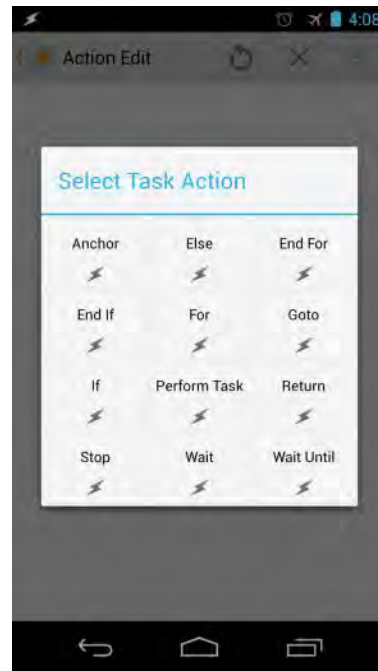 4:08
Action Edit
Select Task Action
Anchor Else End For
End If For Goto
If Perform Task Return
Stop Wait Wait Until